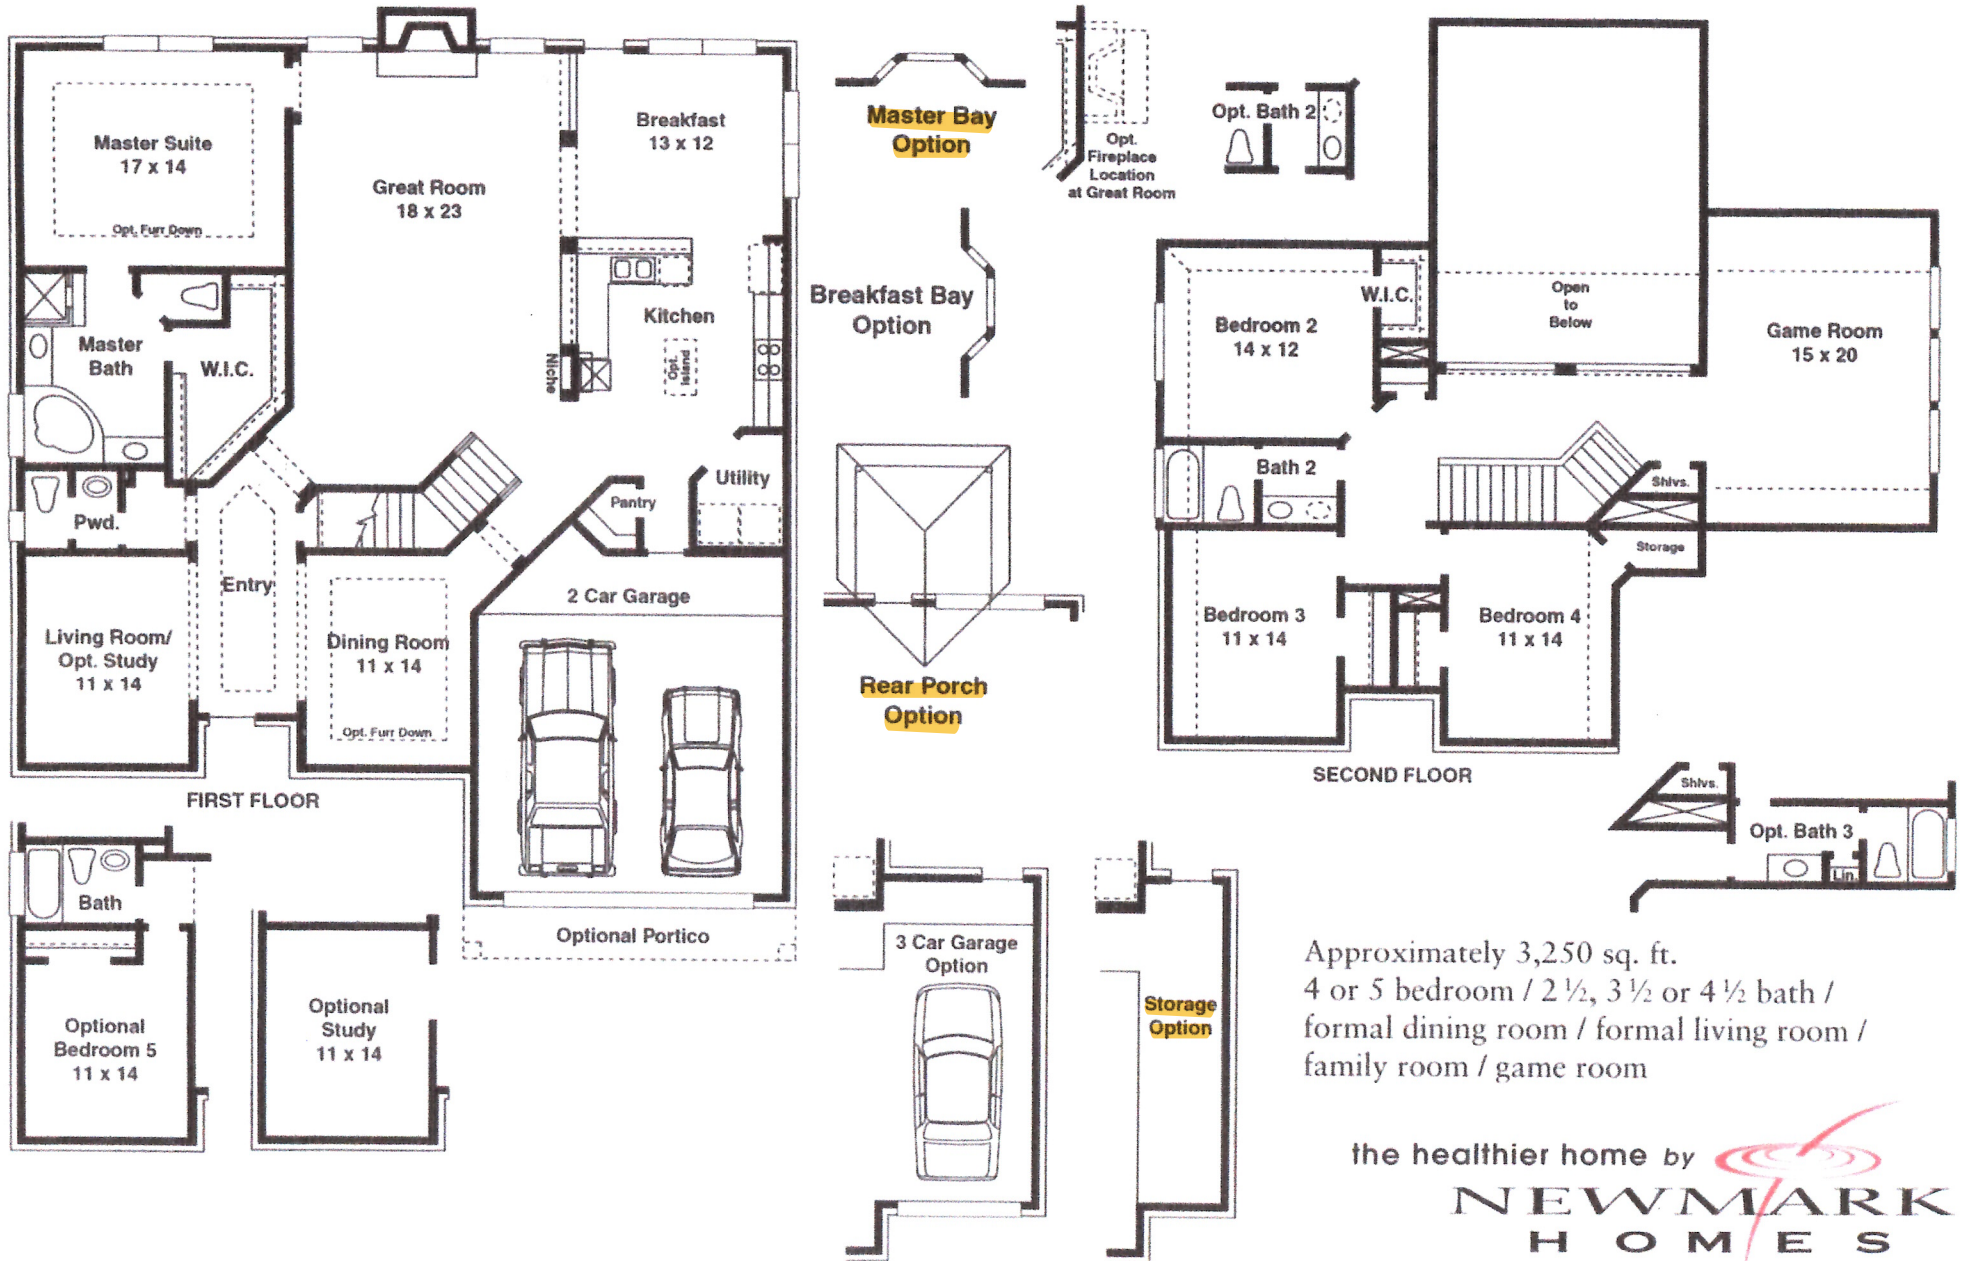 Master Suite
17 x 14
Opt. Furr Down
Great Room
18 x 23
Breakfast
13 x 12
Kitchen
Opt.
Island
Niche
Master
Bath
W.I.C.
Pwd.
Entry
Pantry
Utility
Living Room/
Opt. Study
11 x 14
Dining Room
11 x 14
Opt. Furr Down
2 Car Garage
FIRST FLOOR
Optional Portico
Bath
Optional
Bedroom 5
11 x 14
Optional
Study
11 x 14
Master Bay
Option
Opt.
Fireplace
Location
at Great Room
Breakfast Bay
Option
Rear Porch
Option
3 Car Garage
Option
Storage
Option
Opt. Bath 2
Bedroom 2
14 x 12
W.I.C.
Open
to
Below
Game Room
15 x 20
Bath 2
Shlvs.
Storage
Bedroom 3
11 x 14
Bedroom 4
11 x 14
SECOND FLOOR
Shlvs.
Opt. Bath 3
Lin.
Approximately 3,250 sq. ft.
4 or 5 bedroom / 2 ½, 3 ½ or 4 ½ bath /
formal dining room / formal living room /
family room / game room
the healthier home by
NEWMARK
HOMES